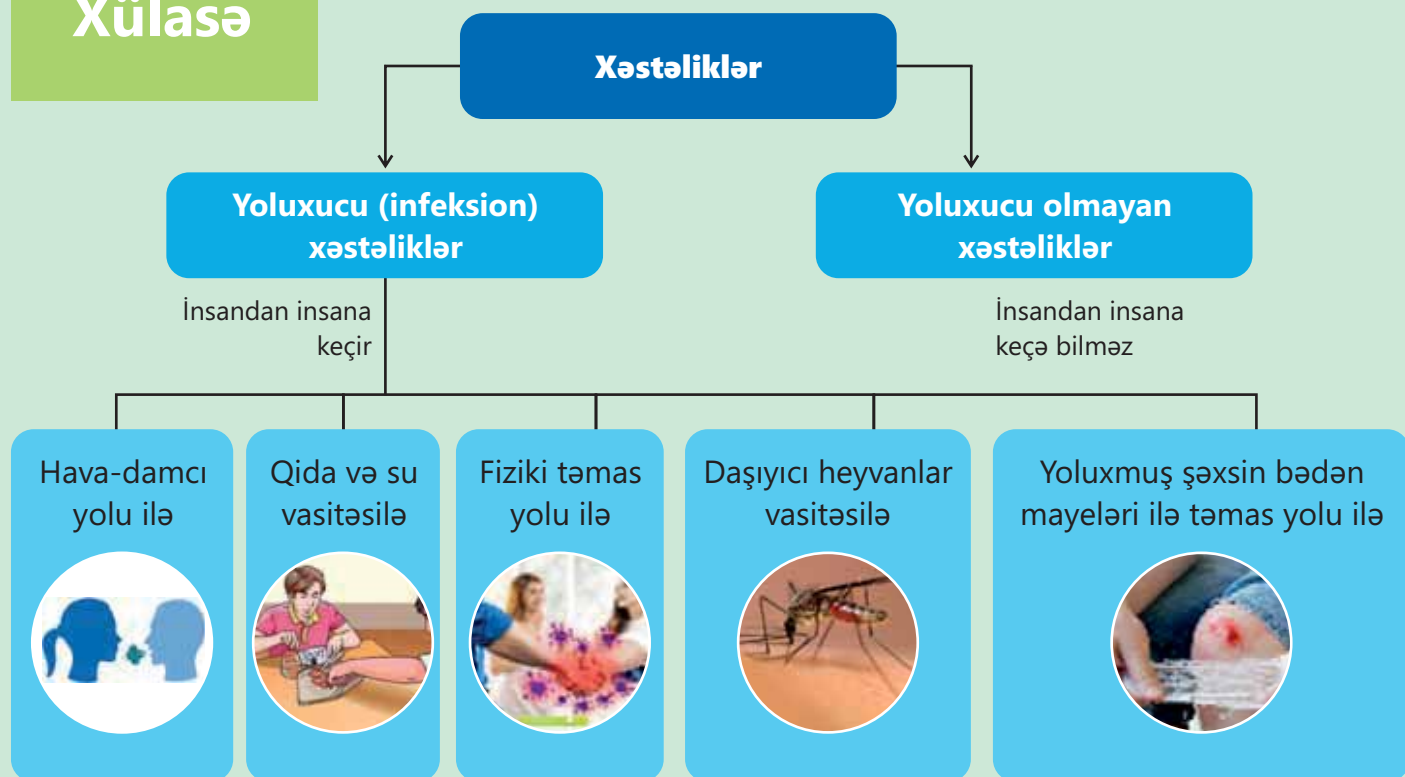 Xülasə
Xəstəliklər
Yoluxucu (infeksion)
xəstəliklər
Yoluxucu olmayan
xəstəliklər
İnsandan insana
keçir
İnsandan insana
keçə bilməz
Hava-damcı
yolu ilə
Qida və su
vasitəsilə
Fiziki təmas
yolu ilə
Daşıyıcı heyvanlar
vasitəsilə
Yoluxmuş şəxsin bədən
mayeləri ilə təmas yolu ilə